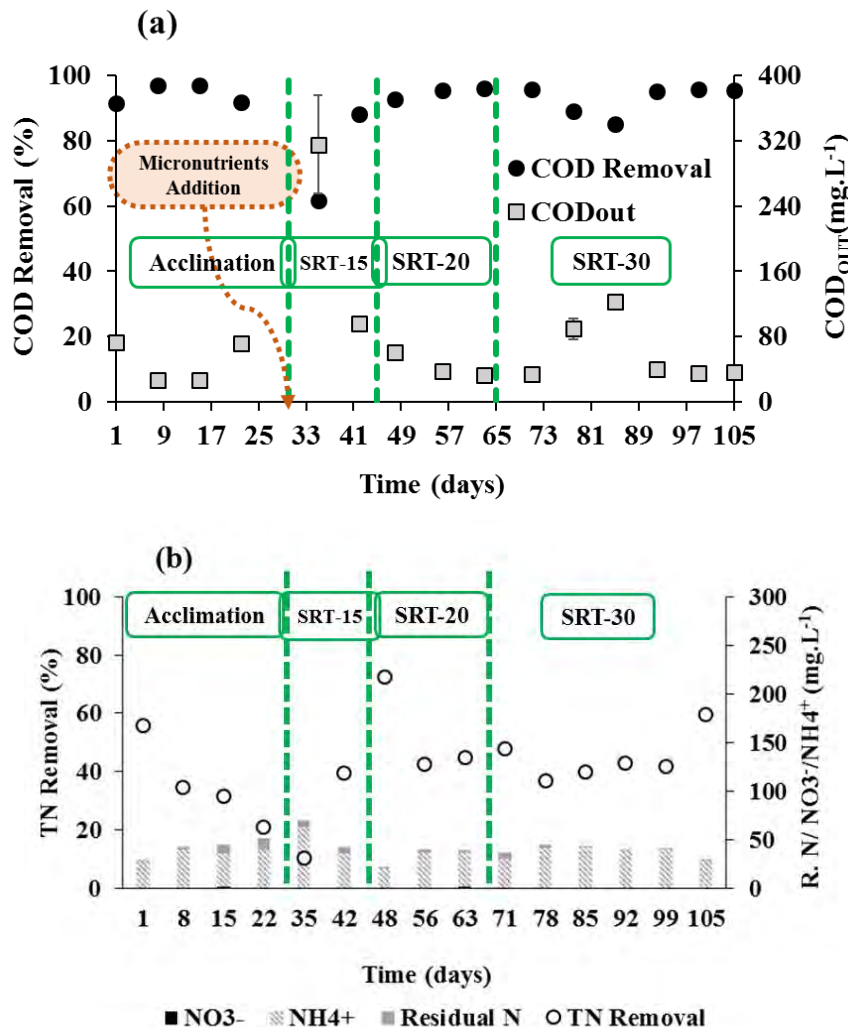 (a)
100
80
60
40
20
0
COD Removal (%)
400
320
240
160
80
0
COD_OUT(mg.L⁻¹)
Micronutrients
Addition
COD Removal
CODout
Acclimation
SRT-15
SRT-20
SRT-30
1 9 17 25 33 41 49 57 65 73 81 89 97 105
Time (days)
(b)
100
80
60
40
20
0
TN Removal (%)
300
250
200
150
100
50
0
R. N/ NO3⁻/NH4⁺ (mg.L⁻¹)
Acclimation
SRT-15
SRT-20
SRT-30
1 8 15 22 35 42 48 56 63 71 78 85 92 99 105
Time (days)
NO3- NH4+ Residual N TN Removal